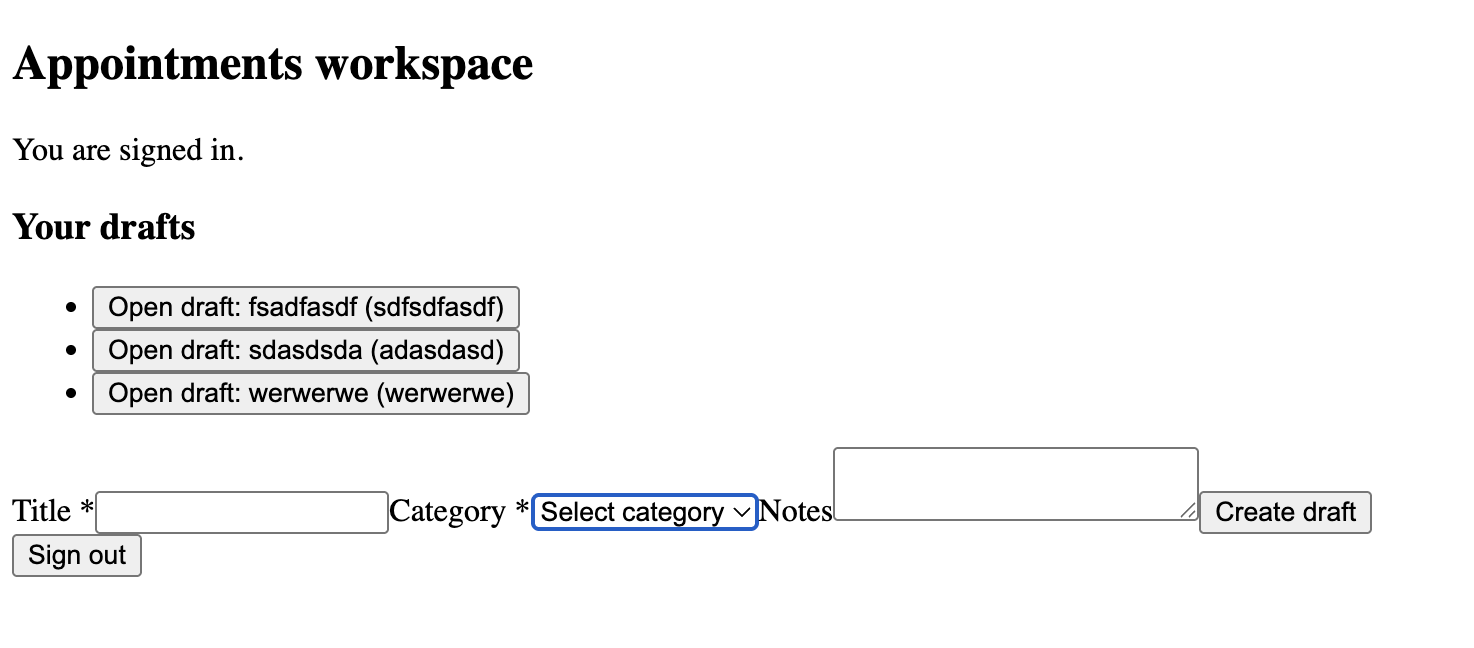 Appointments workspace
You are signed in.
Your drafts
Open draft: fsadfasdf (sdfsdfasdf)
Open draft: sdasdsda (adasdasd)
Open draft: werwerwe (werwerwe)
Title * Category * Select category Notes Create draft
Sign out